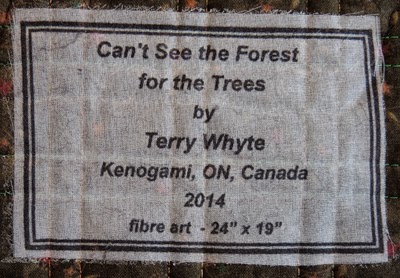 Can't See the Forest
for the Trees
by
Terry Whyte
Kenogami, ON, Canada
2014
fibre art - 24” x 19”